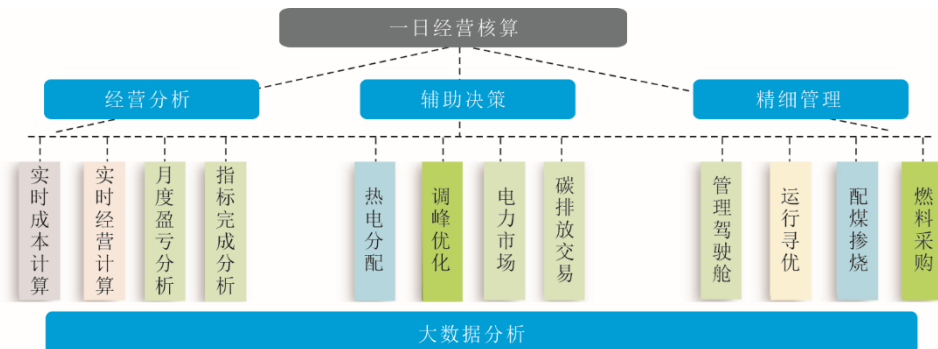 一日经营核算
经营分析
辅助决策
精细管理
实时成本计算
实时经营计算
月度盈亏分析
指标完成分析
热电分配
调峰优化
电力市场
碳排放交易
管理驾驶舱
运行寻优
配煤掺烧
燃料采购
大数据分析